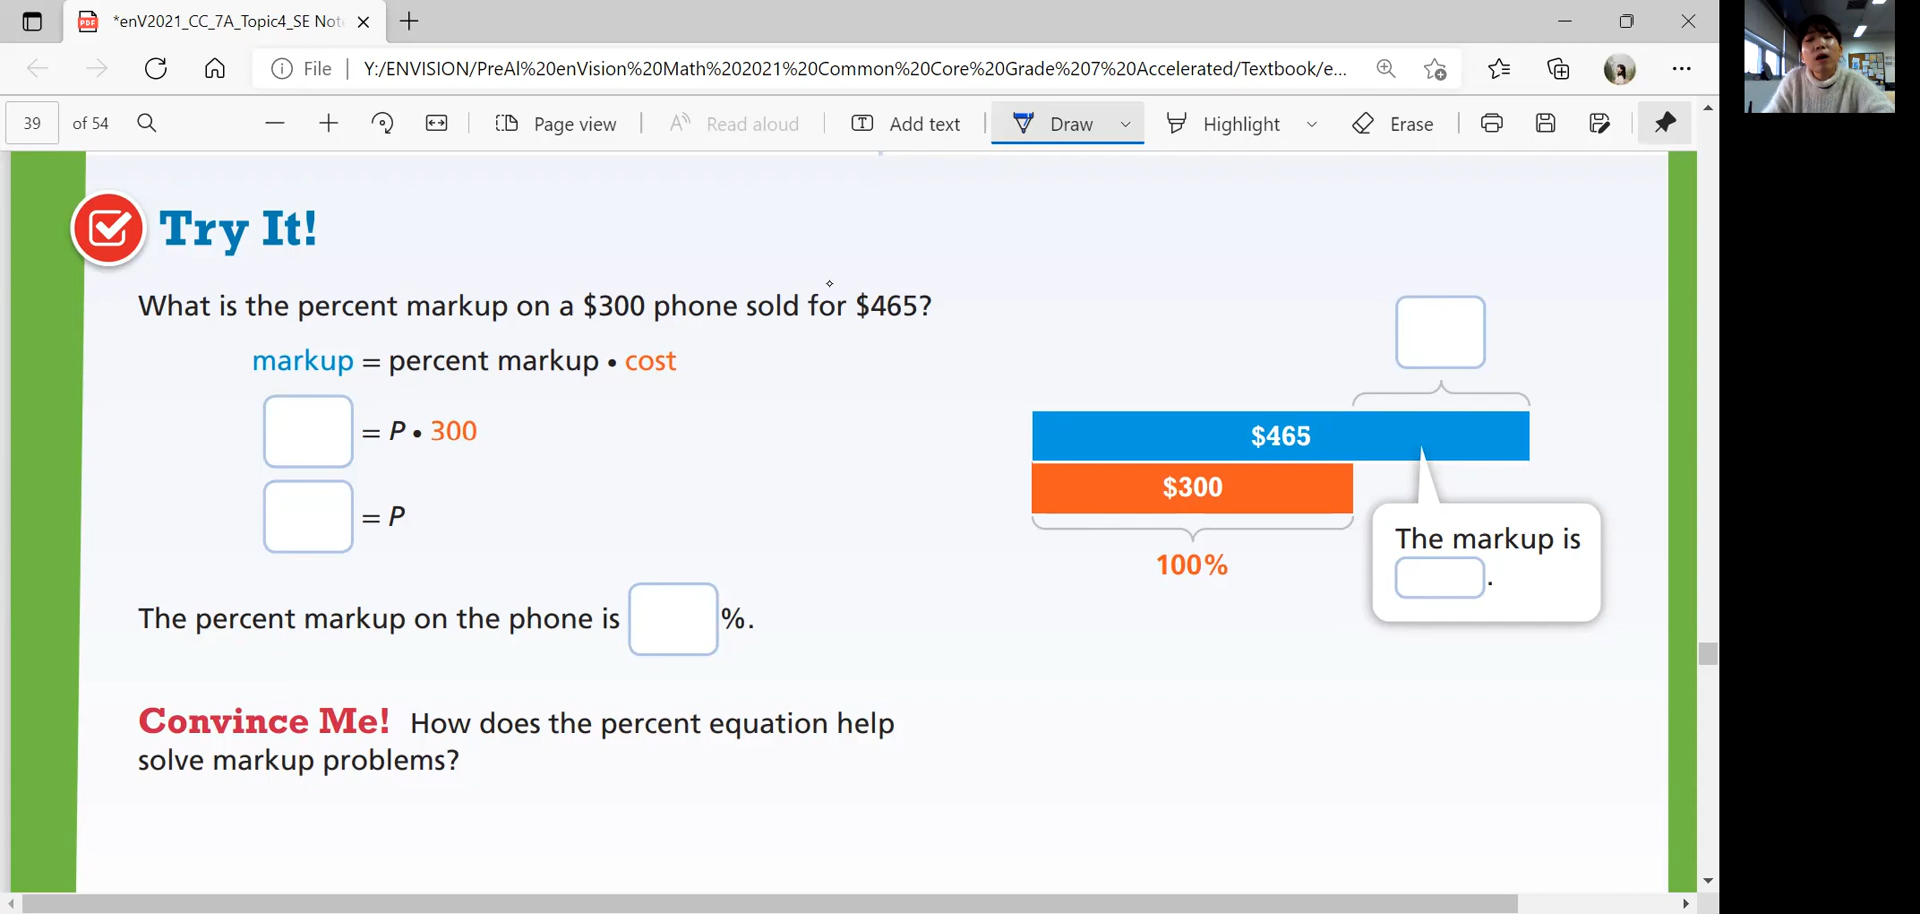 *enV2021_CC_7A_Topic4_SE Not
File
Y:/ENVISION/PreAl%20enVision%20Math%202021%20Common%20Core%20Grade%207%20Accelerated/Textbook/e...
39 of 54
Page view
Read aloud
Add text
Draw
Highlight
Erase
Try It!
What is the percent markup on a $300 phone sold for $465?
markup = percent markup • cost
= P • 300
= P
The percent markup on the phone is %.
$465
$300
100%
The markup is
.
Convince Me! How does the percent equation help
solve markup problems?